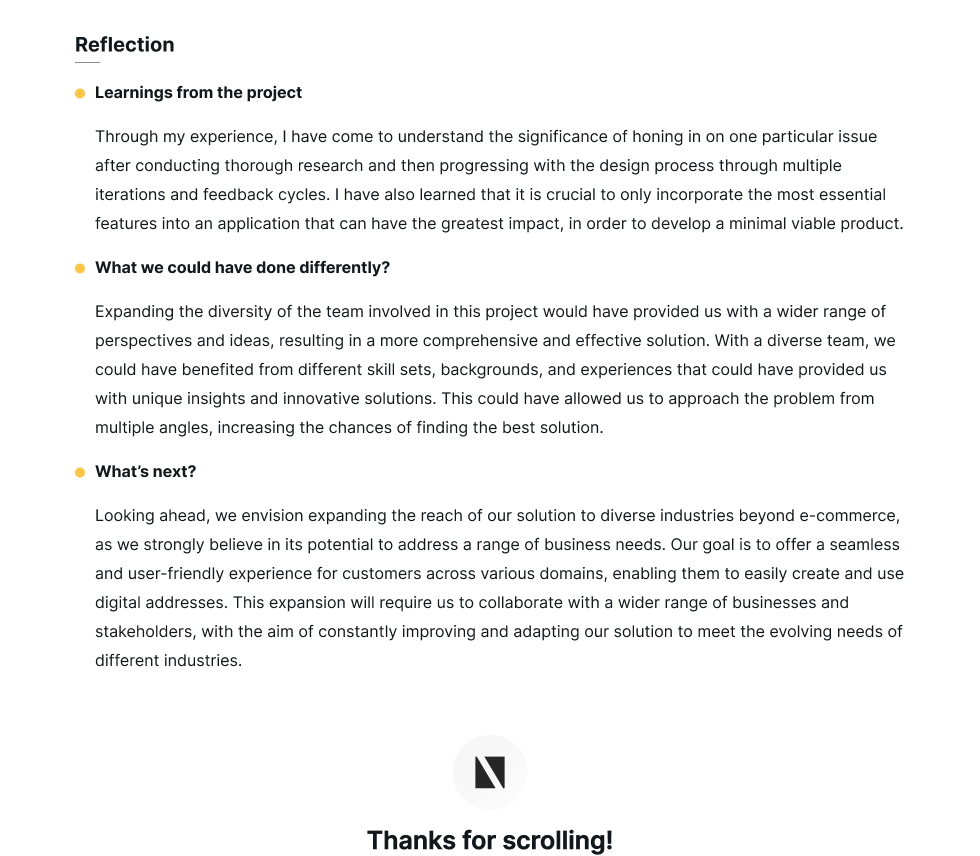 Reflection
Learnings from the project
Through my experience, I have come to understand the significance of honing in on one particular issue
after conducting thorough research and then progressing with the design process through multiple
iterations and feedback cycles. I have also learned that it is crucial to only incorporate the most essential
features into an application that can have the greatest impact, in order to develop a minimal viable product.
What we could have done differently?
Expanding the diversity of the team involved in this project would have provided us with a wider range of
perspectives and ideas, resulting in a more comprehensive and effective solution. With a diverse team, we
could have benefited from different skill sets, backgrounds, and experiences that could have provided us
with unique insights and innovative solutions. This could have allowed us to approach the problem from
multiple angles, increasing the chances of finding the best solution.
What's next?
Looking ahead, we envision expanding the reach of our solution to diverse industries beyond e-commerce,
as we strongly believe in its potential to address a range of business needs. Our goal is to offer a seamless
and user-friendly experience for customers across various domains, enabling them to easily create and use
digital addresses. This expansion will require us to collaborate with a wider range of businesses and
stakeholders, with the aim of constantly improving and adapting our solution to meet the evolving needs of
different industries.
N
Thanks for scrolling!